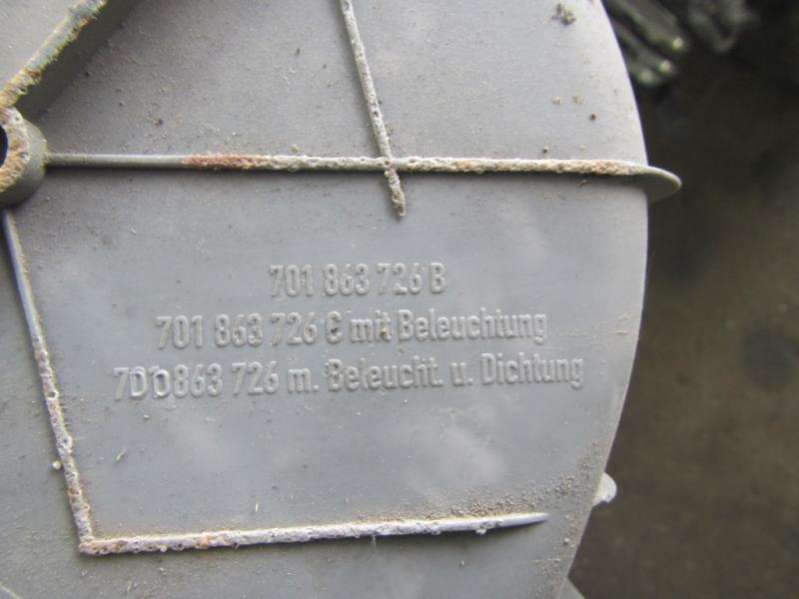 701 863 726 B
701 863 726 C mit Beleuchtung
7D0 863 726 m. Beleucht. u. Dichtung